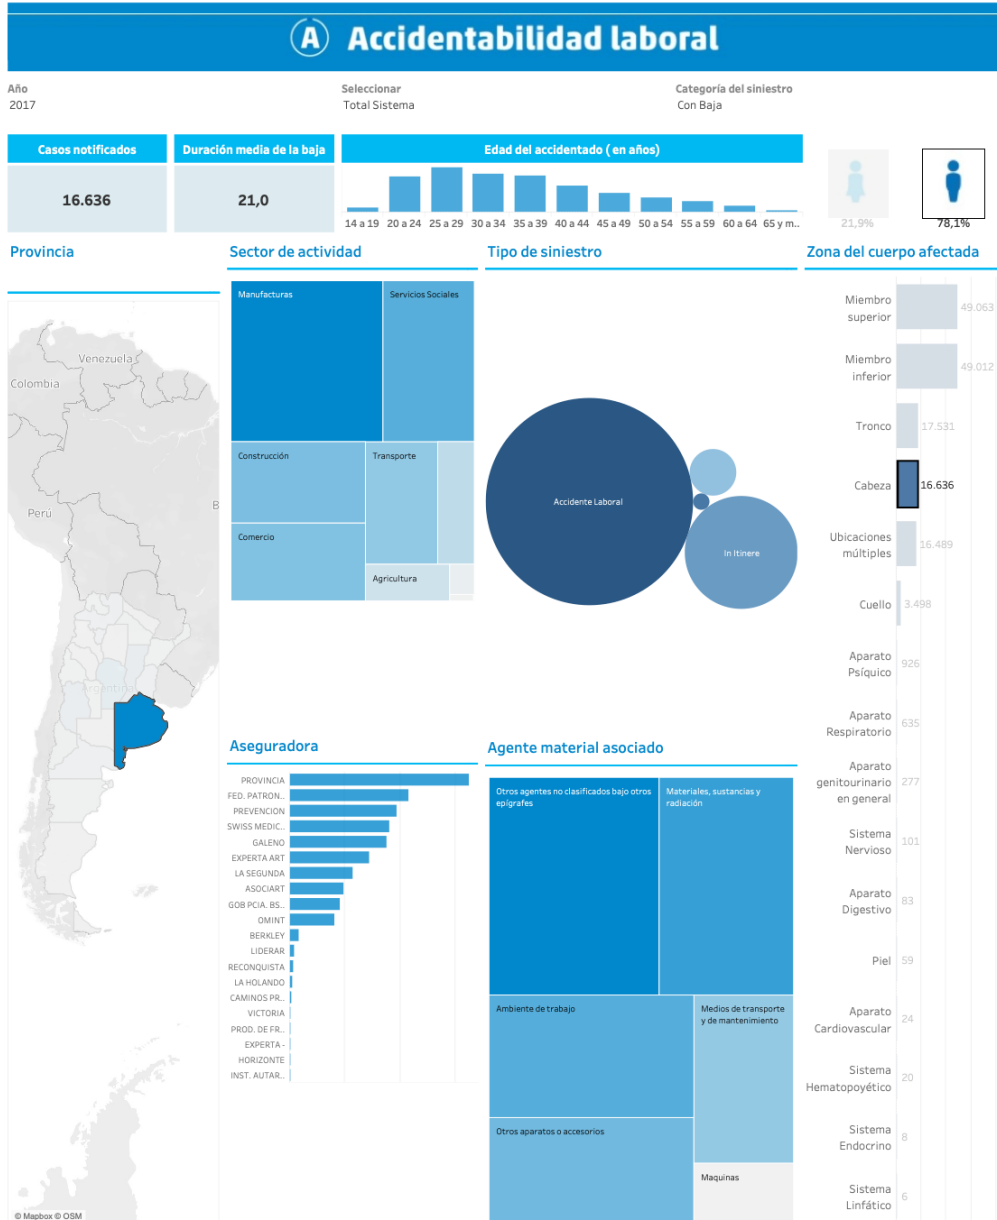 A Accidentabilidad laboral
Año
2017
Seleccionar
Total Sistema
Categoría del siniestro
Con Baja
Casos notificados
16.636
Duración media de la baja
21,0
Edad del accidentado ( en años)
14 a 19 20 a 24 25 a 29 30 a 34 35 a 39 40 a 44 45 a 49 50 a 54 55 a 59 60 a 64 65 y m..
21,9%
78,1%
Provincia
Venezuela
Colombia
Perú
B
Argentina
© Mapbox © OSM
Sector de actividad
Manufacturas
Servicios Sociales
Construcción
Transporte
Comercio
Agricultura
Tipo de siniestro
Accidente Laboral
In Itinere
Aseguradora
PROVINCIA
FED. PATRON..
PREVENCION
SWISS MEDIC..
GALENO
EXPERTA ART
LA SEGUNDA
ASOCIART
GOB PCIA. BS..
OMINT
BERKLEY
LIDERAR
RECONQUISTA
LA HOLANDO
CAMINOS PR..
VICTORIA
PROD. DE FR..
EXPERTA -
HORIZONTE
INST. AUTAR..
Agente material asociado
Otros agentes no clasificados bajo otros
epígrafes
Materiales, sustancias y
radiación
Ambiente de trabajo
Medios de transporte
y de mantenimiento
Otros aparatos o accesorios
Maquinas
Zona del cuerpo afectada
Miembro
superior
49.063
Miembro
inferior
49.012
Tronco
17.531
Cabeza
16.636
Ubicaciones
múltiples
16.489
Cuello
3.498
Aparato
Psíquico
926
Aparato
Respiratorio
635
Aparato
genitourinario
en general
277
Sistema
Nervioso
101
Aparato
Digestivo
83
Piel
59
Aparato
Cardiovascular
24
Sistema
Hematopoyético
20
Sistema
Endocrino
8
Sistema
Linfático
6